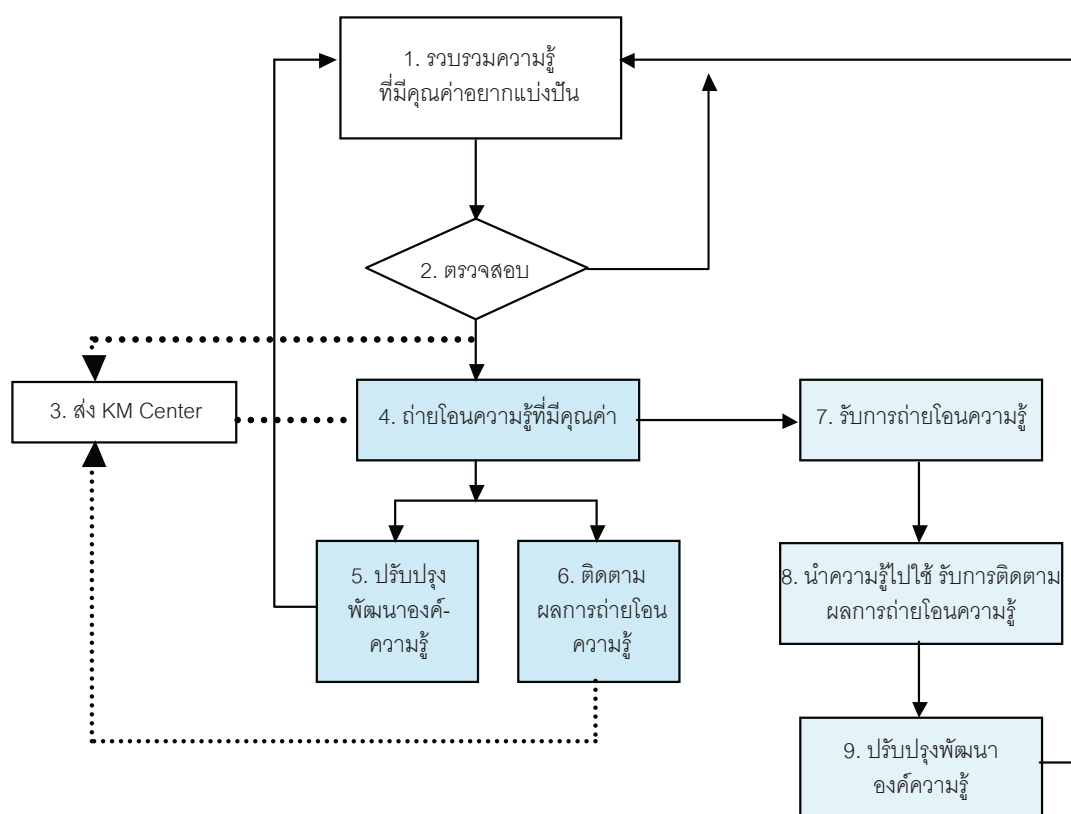 1. รวบรวมความรู้
ที่มีคุณค่าอยากแบ่งปัน
2. ตรวจสอบ
3. ส่ง KM Center
4. ถ่ายโอนความรู้ที่มีคุณค่า
7. รับการถ่ายโอนความรู้
5. ปรับปรุง
พัฒนาองค์-
ความรู้
6. ติดตาม
ผลการถ่ายโอน
ความรู้
8. นำความรู้ไปใช้ รับการติดตาม
ผลการถ่ายโอนความรู้
9. ปรับปรุงพัฒนา
องค์ความรู้